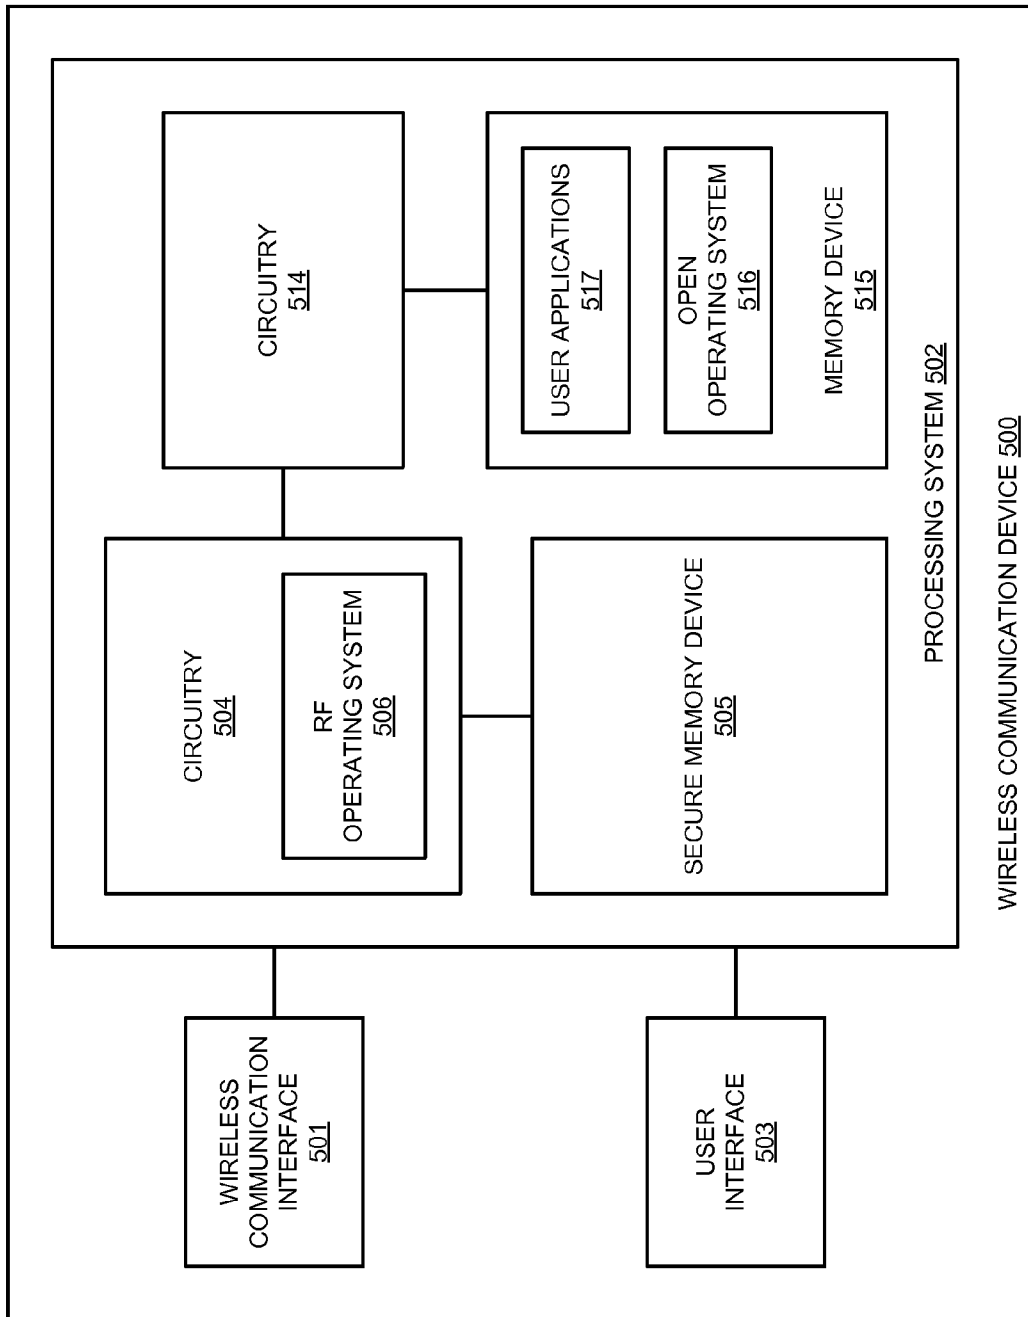 WIRELESS
COMMUNICATION
INTERFACE
501
USER
INTERFACE
503
CIRCUITRY
504
RF
OPERATING SYSTEM
506
SECURE MEMORY DEVICE
505
CIRCUITRY
514
USER APPLICATIONS
517
OPEN
OPERATING SYSTEM
516
MEMORY DEVICE
515
PROCESSING SYSTEM 502
WIRELESS COMMUNICATION DEVICE 500